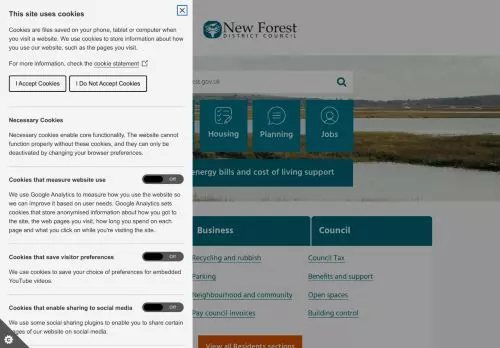 This site uses cookies
Cookies are files saved on your phone, tablet or computer when
you visit a website. We use cookies to store information about how
you use our website, such as the pages you visit.
For more information, check the cookie statement
I Accept Cookies
I Do Not Accept Cookies
Necessary Cookies
Necessary cookies enable core functionality. The website cannot
function properly without these cookies, and they can only be
deactivated by changing your browser preferences.
Cookies that measure website use
Off
We use Google Analytics to measure how you use the website so
we can improve it based on user needs. Google Analytics sets
cookies that store anonymised information about how you got to
the site, the web pages you visit, how long you spend on each
page and what you click on while you're visiting the site.
Cookies that save visitor preferences
Off
We use cookies to save your choice of preferences for embedded
YouTube videos.
Cookies that enable sharing to social media
Off
We use some social sharing plugins to enable you to share certain
pages of our website on social media.
New Forest
DISTRICT COUNCIL
est.gov.uk
Housing
Planning
Jobs
energy bills and cost of living support
Business
Council
Recycling and rubbish
Council Tax
Parking
Benefits and support
Neighbourhood and community
Open spaces
Pay council invoices
Building control
View all Residents sections